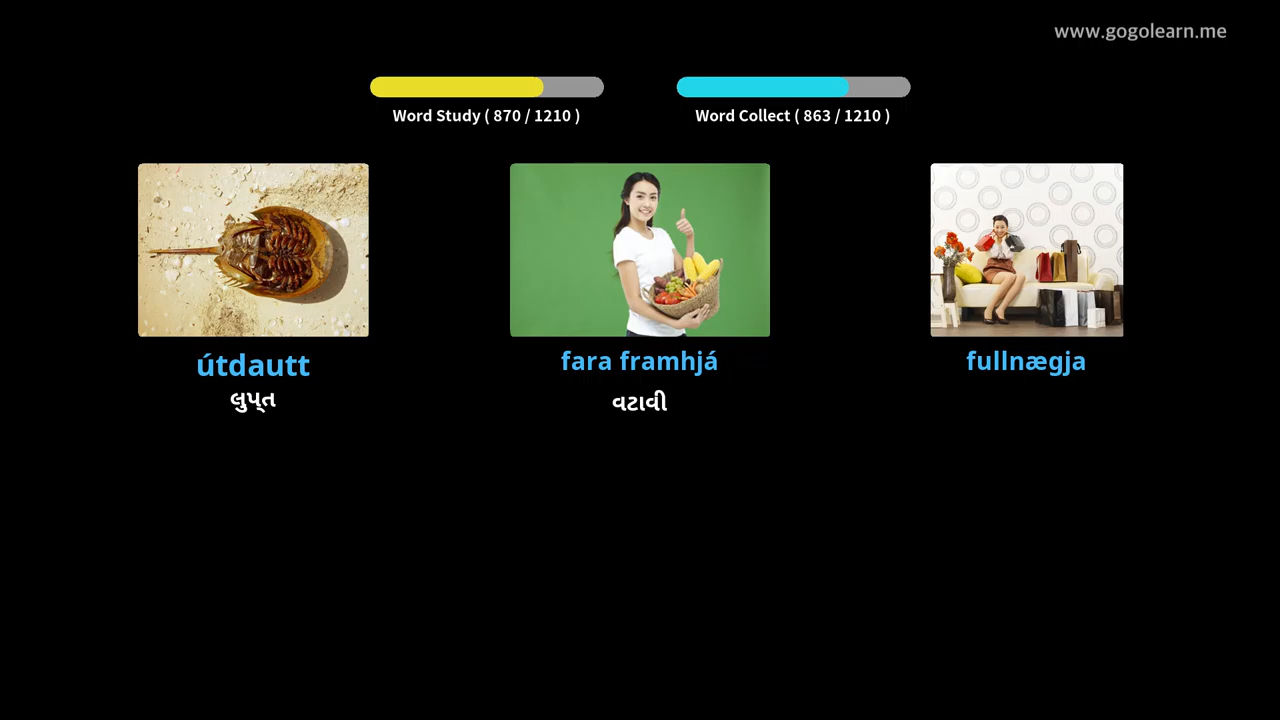 www.gogolearn.me
Word Study ( 870 / 1210 )
Word Collect ( 863 / 1210 )
útdautt
લુપ્ત
fara framhjá
વટાવી
fullnægja